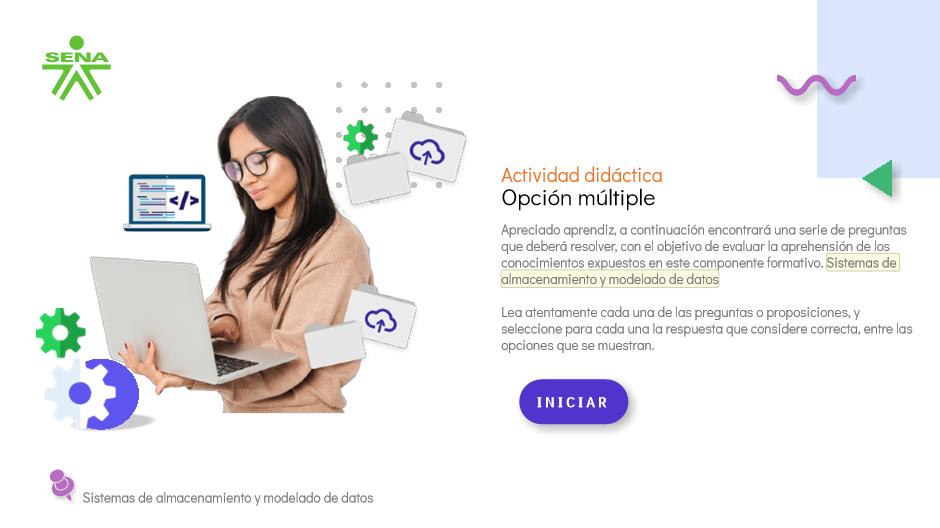 SENA
</>
Actividad didáctica
Opción múltiple
Apreciado aprendiz, a continuación encontrará una serie de preguntas
que deberá resolver, con el objetivo de evaluar la aprehensión de los
conocimientos expuestos en este componente formativo. Sistemas de
almacenamiento y modelado de datos
Lea atentamente cada una de las preguntas o proposiciones, y
seleccione para cada una la respuesta que considere correcta, entre las
opciones que se muestran.
INICIAR
Sistemas de almacenamiento y modelado de datos